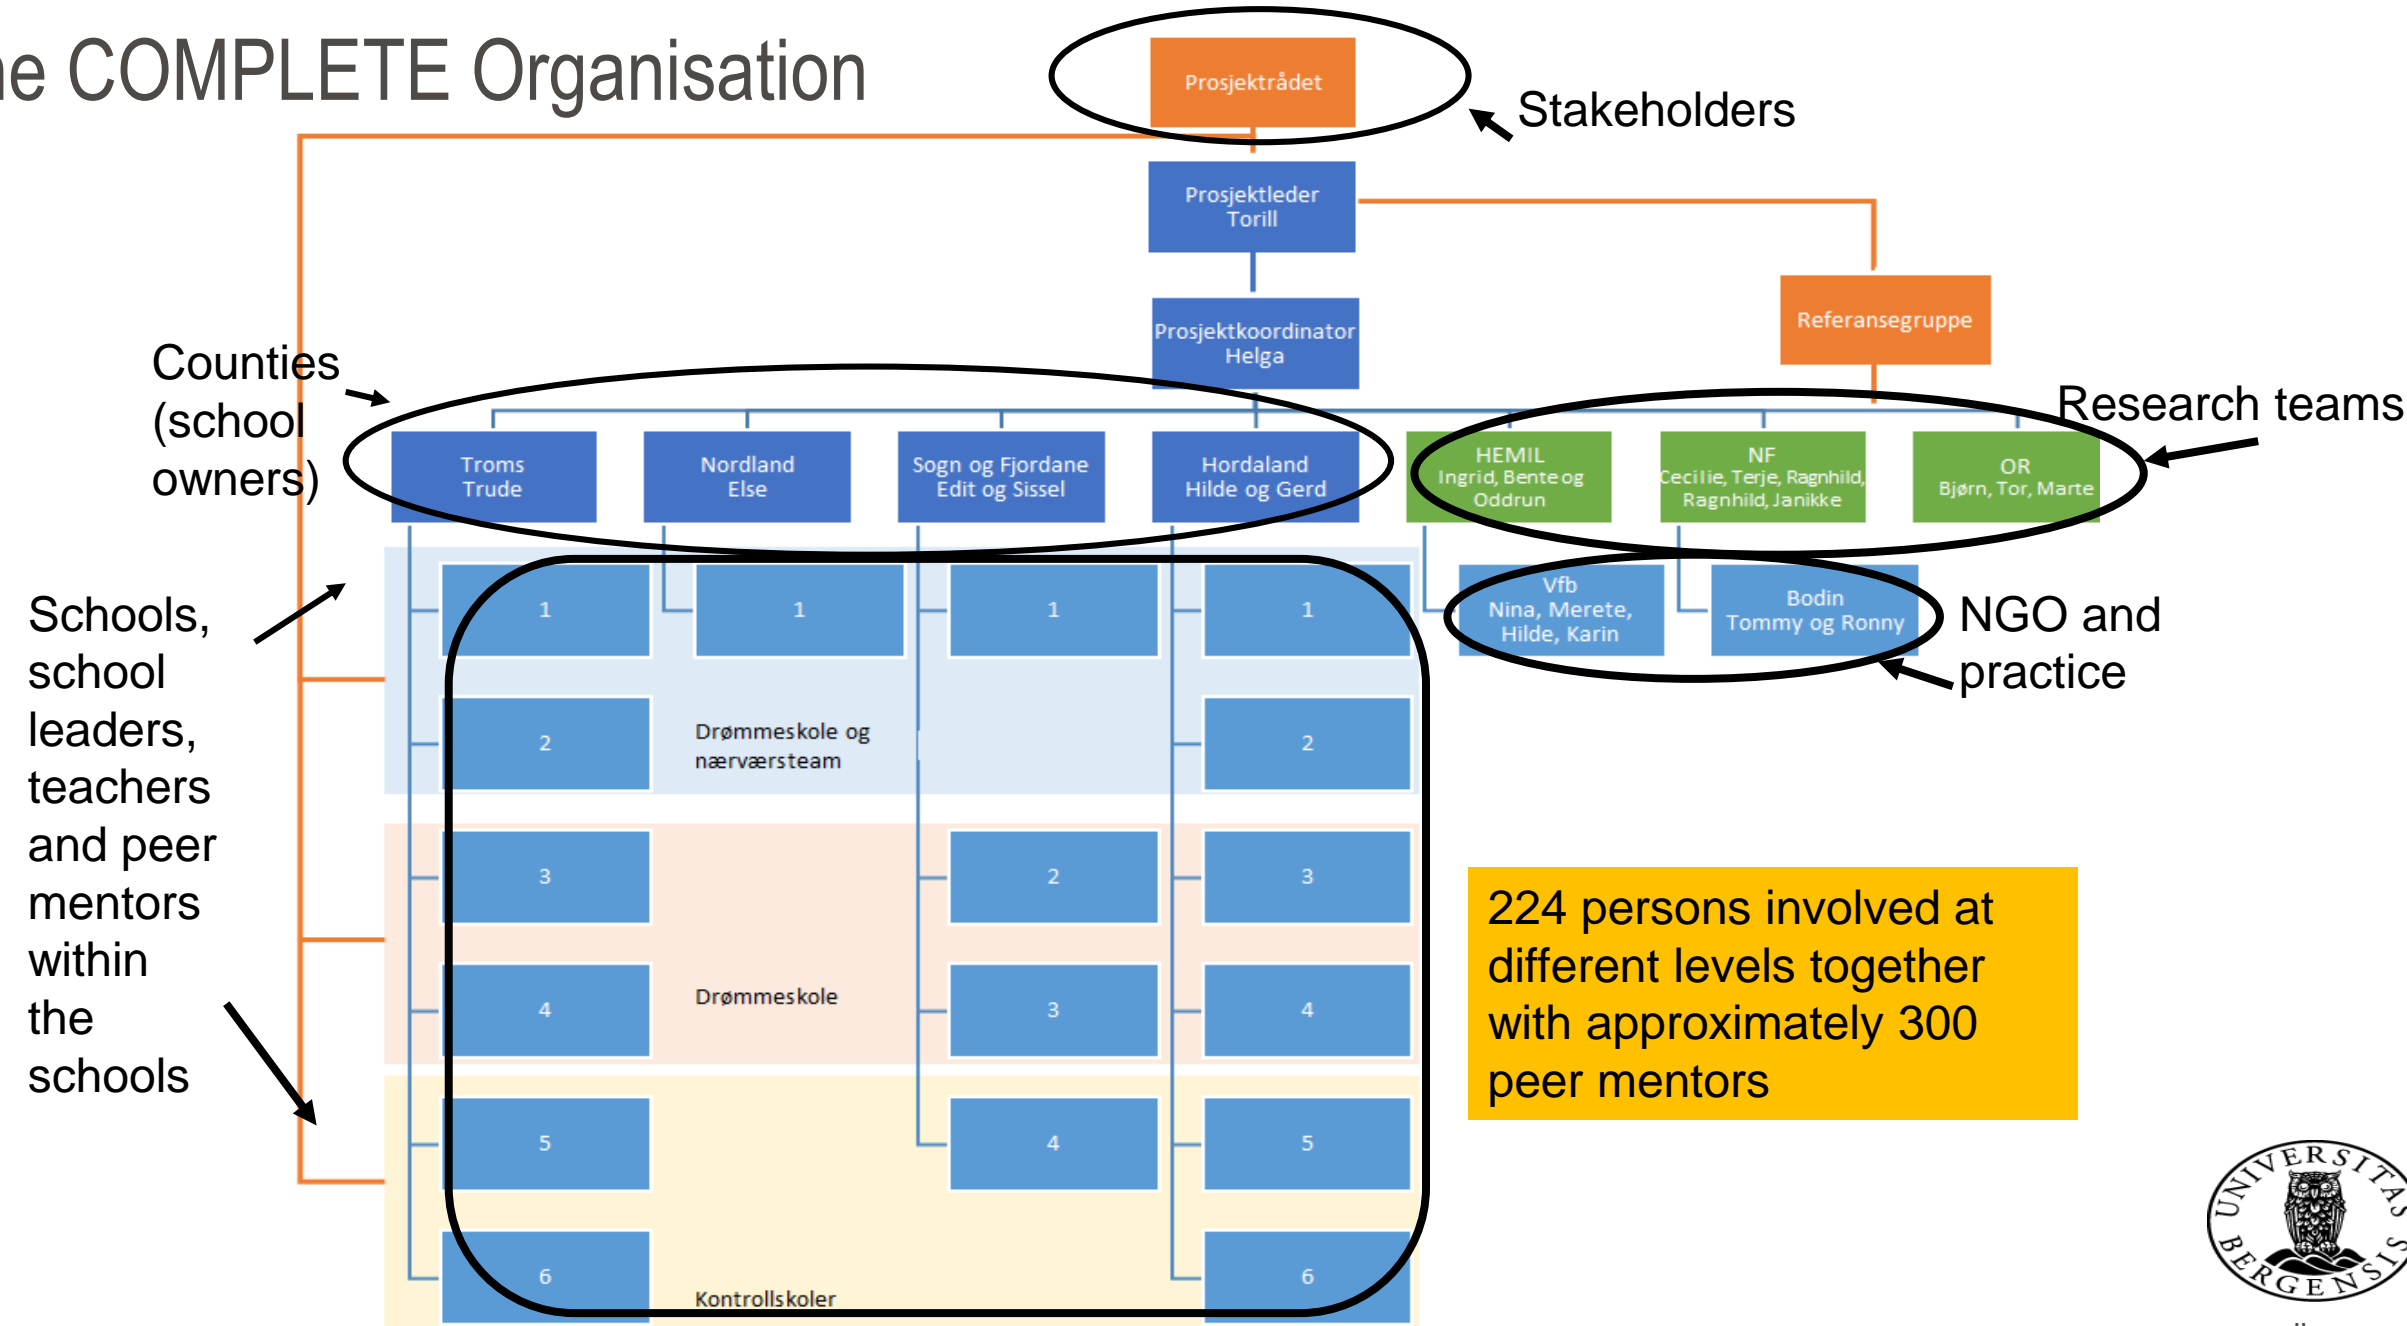 he COMPLETE Organisation
Prosjektrådet
Stakeholders
Prosjektleder
Torill
Referansegruppe
Prosjektkoordinator
Helga
Counties
(school
owners)
Research teams
Troms
Trude
Nordland
Else
Sogn og Fjordane
Edit og Sissel
Hordaland
Hilde og Gerd
HEMIL
Ingrid, Bente og
Oddrun
NF
Cecilie, Terje, Ragnhild,
Ragnhild, Janikke
OR
Bjørn, Tor, Marte
Schools,
school
leaders,
teachers
and peer
mentors
within
the
schools
1
1
1
1
Vfb
Nina, Merete,
Hilde, Karin
Bodin
Tommy og Ronny
NGO and
practice
2
Drømmeskole og
nærværsteam
2
3
2
3
4
Drømmeskole
3
4
224 persons involved at
different levels together
with approximately 300
peer mentors
5
4
5
6
Kontrollskoler
6
UNIVERSITAS
BERGENSIS